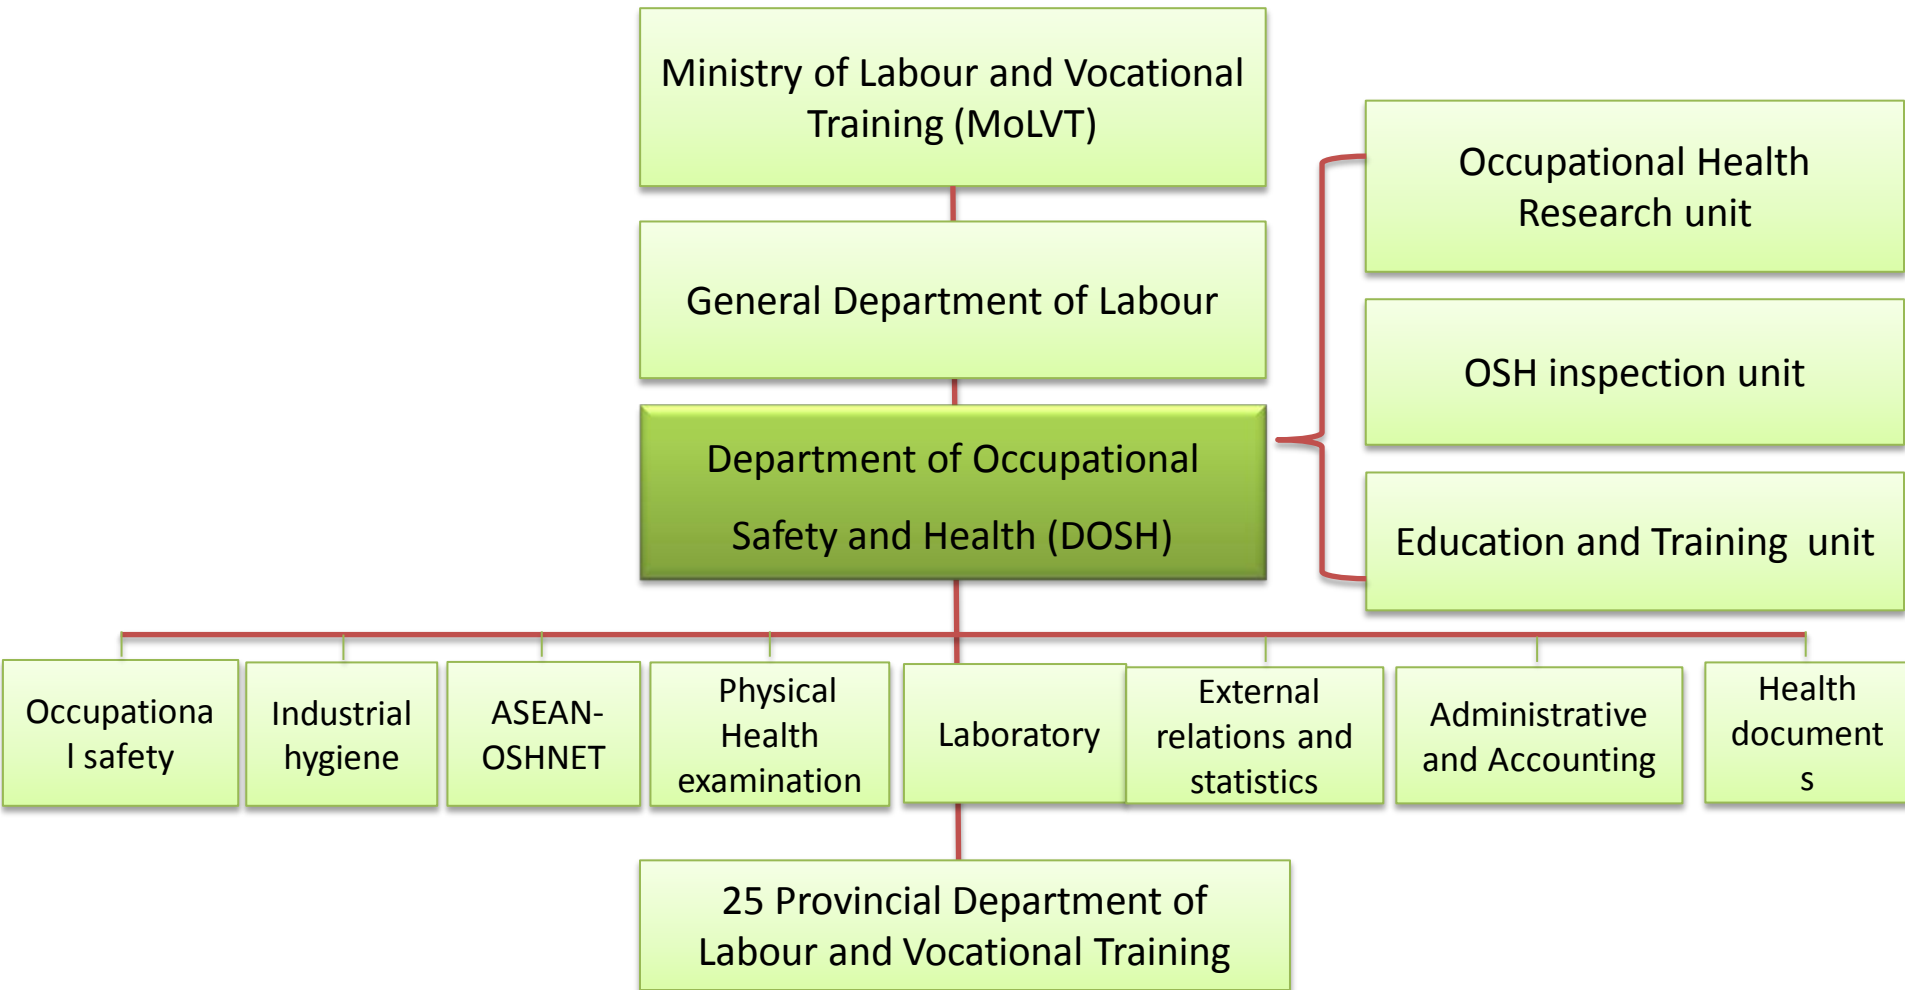 Ministry of Labour and Vocational
Training (MoLVT)
General Department of Labour
Department of Occupational
Safety and Health (DOSH)
Occupational Health
Research unit
OSH inspection unit
Education and Training unit
Occupationa
l safety
Industrial
hygiene
ASEAN-
OSHNET
Physical
Health
examination
Laboratory
External
relations and
statistics
Administrative
and Accounting
Health
document
s
25 Provincial Department of
Labour and Vocational Training